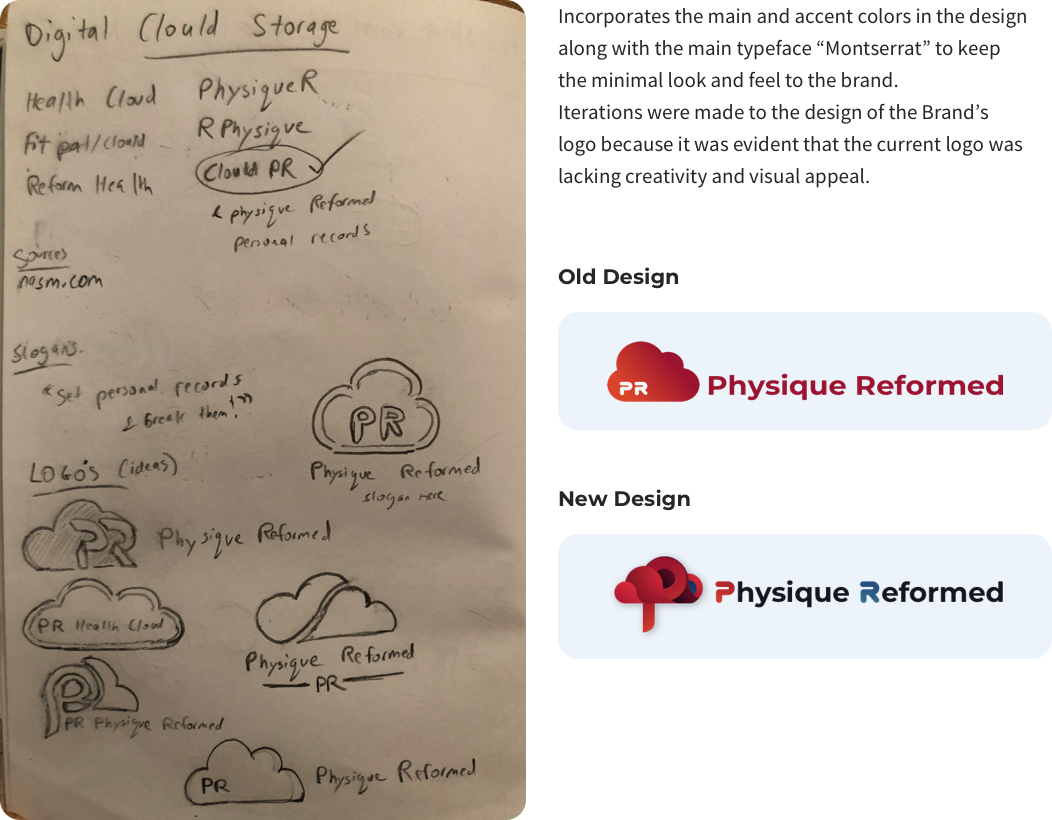 Digital Clould Storage
Health Cloud
Fit pal/clould
Reform Health
PhysiqueR
R Physique
Clould PR
& physique Reformed
personal records
Sources
nasm.com
Slogans.
"Set personal records
& break them!"
LOGO's (ideas)
PR
Physique Reformed
slogan Here
PR
Physique Reformed
PR Health Cloud
Physique Reformed
PR
PR Physique Reformed
PR
Physique Reformed
Incorporates the main and accent colors in the design
along with the main typeface “Montserrat” to keep
the minimal look and feel to the brand.
Iterations were made to the design of the Brand’s
logo because it was evident that the current logo was
lacking creativity and visual appeal.
Old Design
PR
Physique Reformed
New Design
Physique Reformed